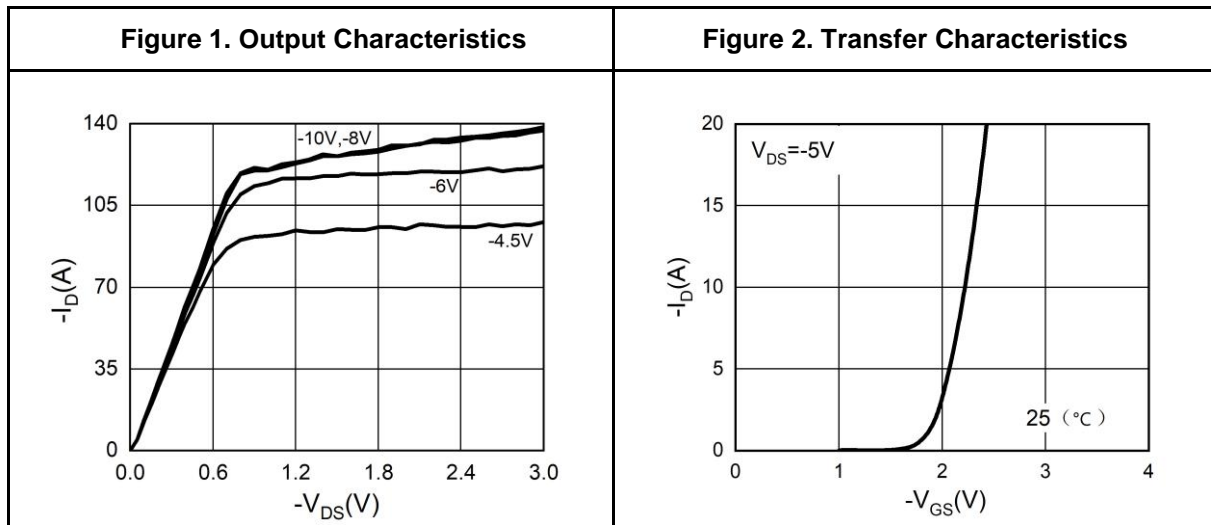 Figure 1. Output Characteristics
Figure 2. Transfer Characteristics
140
105
70
35
0
-I_D(A)
-10V,-8V
-6V
-4.5V
0.0 0.6 1.2 1.8 2.4 3.0
-V_DS(V)
20
15
10
5
0
-I_D(A)
V_DS=-5V
25（℃）
0 1 2 3 4
-V_GS(V)